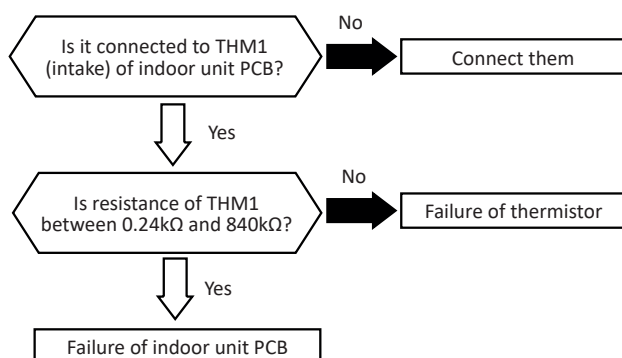 Is it connected to THM1
(intake) of indoor unit PCB?
No
Connect them
Yes
Is resistance of THM1
between 0.24kΩ and 840kΩ?
No
Failure of thermistor
Yes
Failure of indoor unit PCB